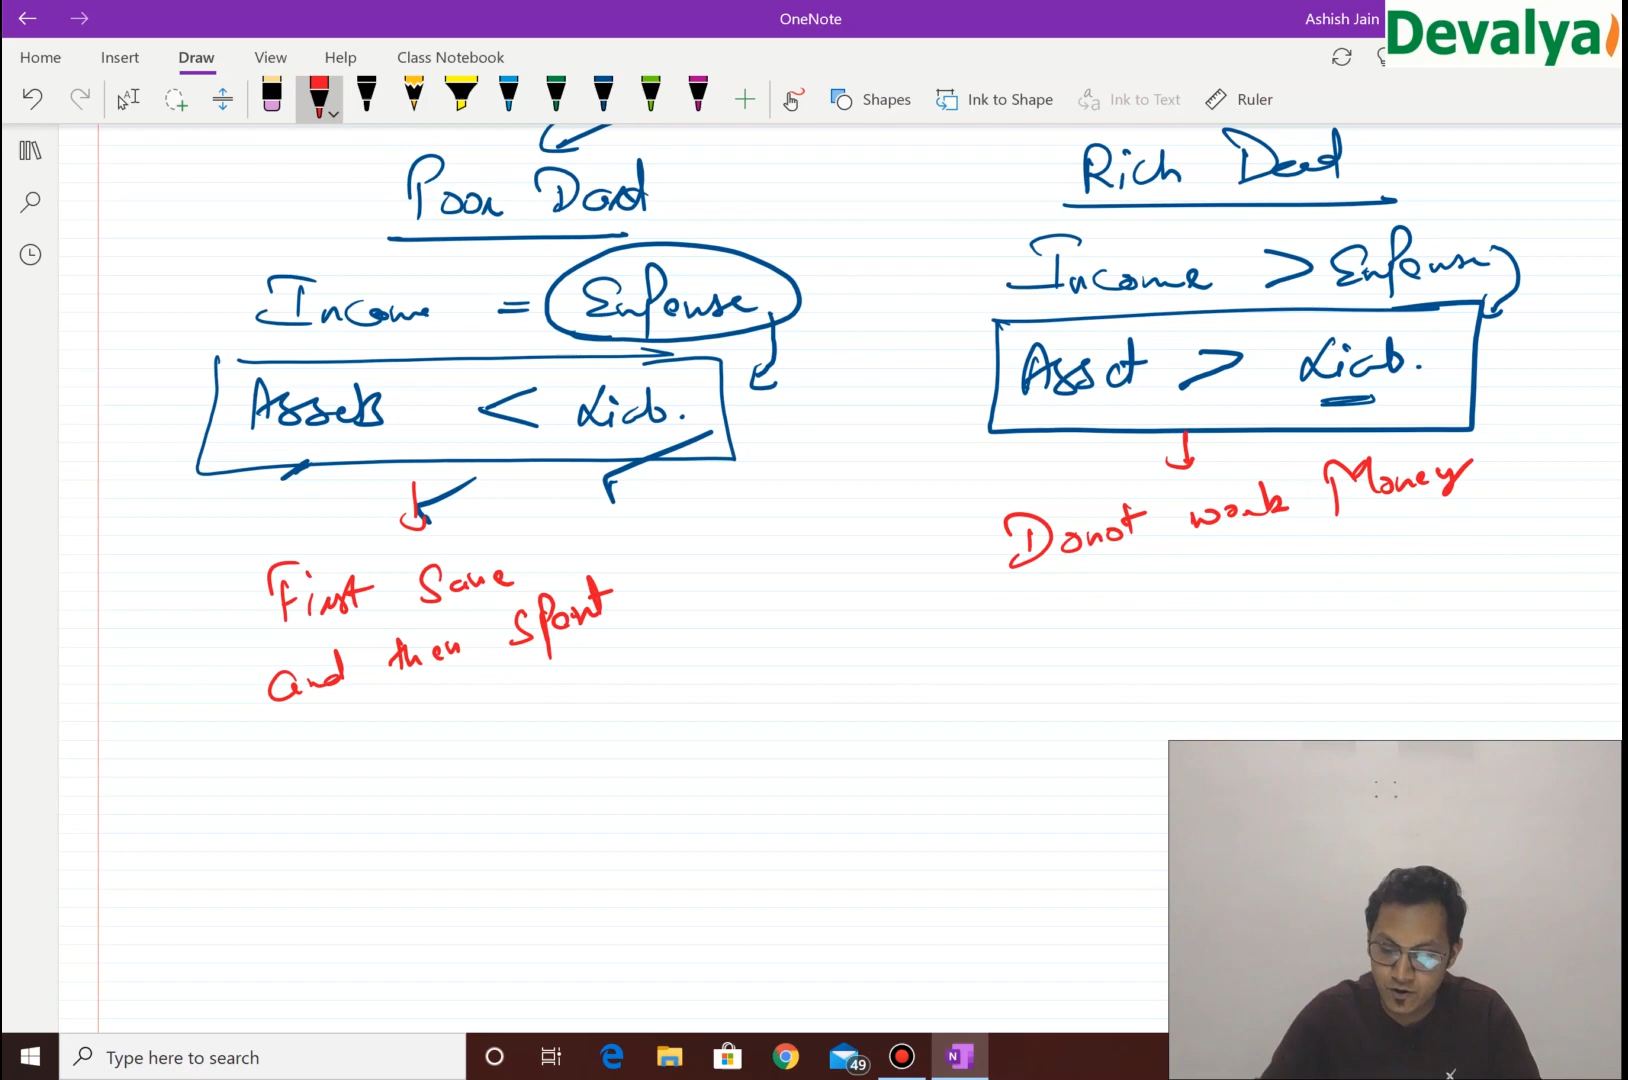 OneNote
Ashish Jain
Devalya
Home Insert Draw View Help Class Notebook
Shapes Ink to Shape Ink to Text Ruler
Poor Dad
Income = Expense
Assets < Liab.
First Save
and then spent
Rich Dad
Income > Expense
Asset > Liab.
Donot work Money
Type here to search
49
N